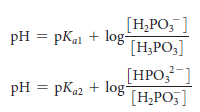 pH = pKₐ₁ + log [H₂PO₃⁻] / [H₃PO₃]
pH = pKₐ₂ + log [HPO₃²⁻] / [H₂PO₃⁻]